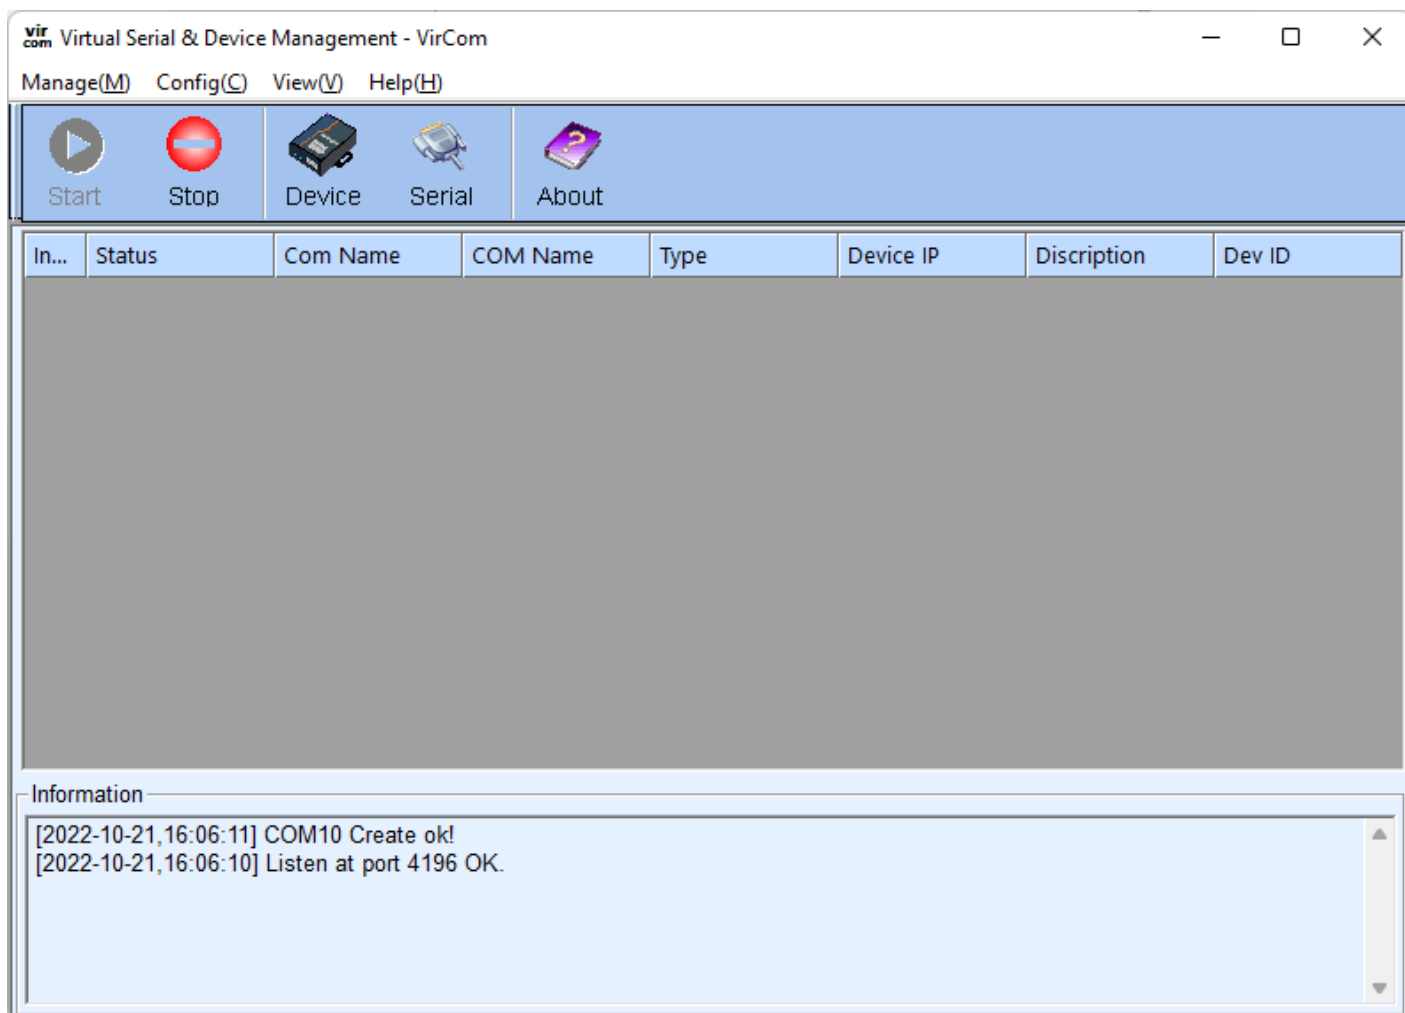 vir com Virtual Serial & Device Management - VirCom
Manage(M) Config(C) View(V) Help(H)
Start Stop Device Serial About
In... Status Com Name COM Name Type Device IP Discription Dev ID
Information
[2022-10-21,16:06:11] COM10 Create ok!
[2022-10-21,16:06:10] Listen at port 4196 OK.